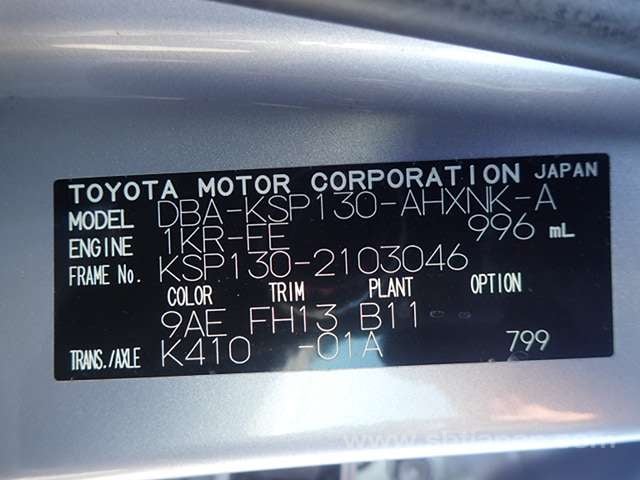 TOYOTA MOTOR CORPORATION JAPAN
MODEL DBA-KSP130-AHXNK-A
ENGINE 1KR-FE 996 mL
FRAME No. KSP130-2103046
COLOR TRIM PLANT OPTION
9AE FH13 B11
TRANS./AXLE K410 -01A 799